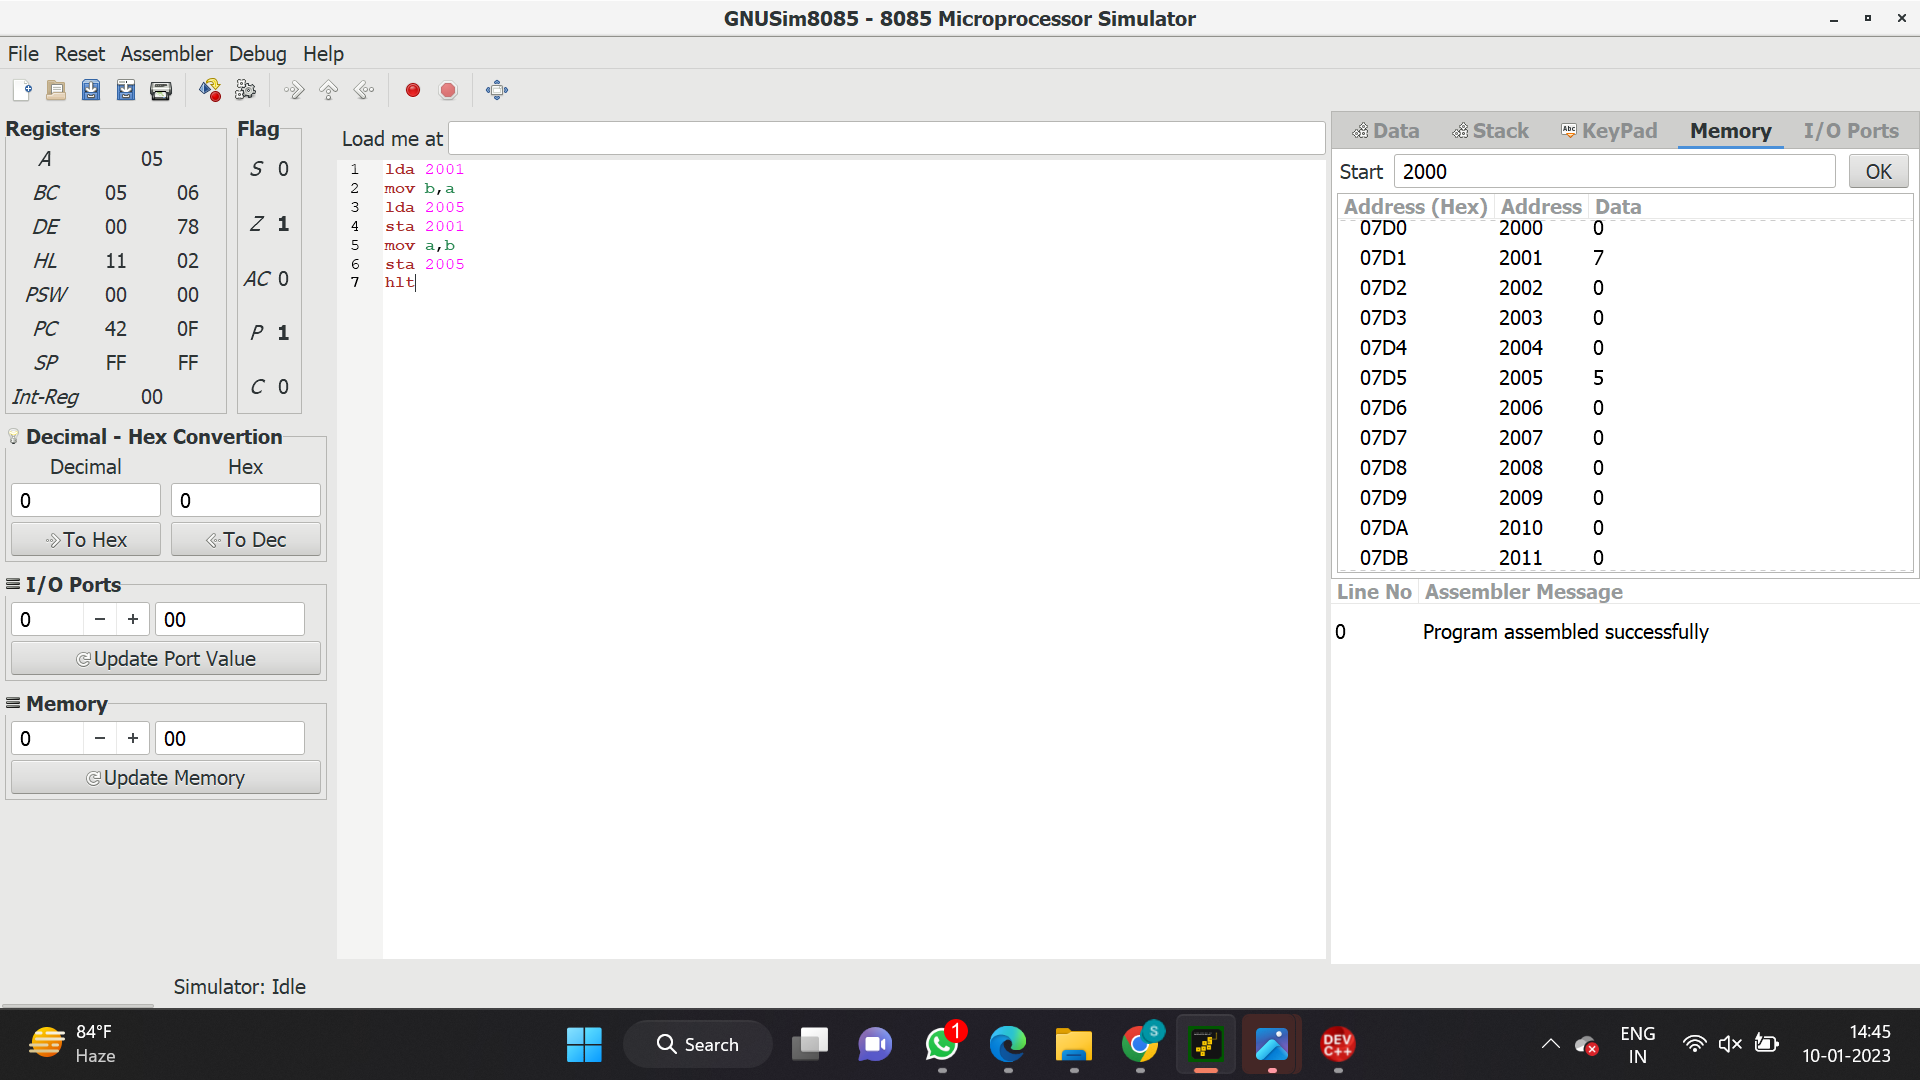 GNUSim8085 - 8085 Microprocessor Simulator
File Reset Assembler Debug Help
Registers
A 05
BC 05 06
DE 00 78
HL 11 02
PSW 00 00
PC 42 0F
SP FF FF
Int-Reg 00
Flag
S 0
Z 1
AC 0
P 1
C 0
Decimal - Hex Convertion
Decimal Hex
0 0
To Hex To Dec
I/O Ports
0 − + 00
Update Port Value
Memory
0 − + 00
Update Memory
Simulator: Idle
Load me at
1 lda 2001
2 mov b,a
3 lda 2005
4 sta 2001
5 mov a,b
6 sta 2005
7 hlt
Data Stack Abc KeyPad Memory I/O Ports
Start 2000 OK
Address (Hex) Address Data
07D0 2000 0
07D1 2001 7
07D2 2002 0
07D3 2003 0
07D4 2004 0
07D5 2005 5
07D6 2006 0
07D7 2007 0
07D8 2008 0
07D9 2009 0
07DA 2010 0
07DB 2011 0
Line No Assembler Message
0 Program assembled successfully
84°F
Haze
Search
1
S
DEV
C++
ENG
IN
14:45
10-01-2023